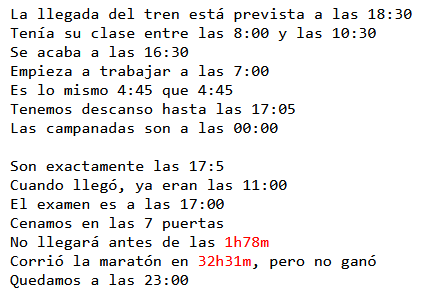 La llegada del tren está prevista a las 18:30
Tenía su clase entre las 8:00 y las 10:30
Se acaba a las 16:30
Empieza a trabajar a las 7:00
Es lo mismo 4:45 que 4:45
Tenemos descanso hasta las 17:05
Las campanadas son a las 00:00

Son exactamente las 17:5
Cuando llegó, ya eran las 11:00
El examen es a las 17:00
Cenamos en las 7 puertas
No llegará antes de las 1h78m
Corrió la maratón en 32h31m, pero no ganó
Quedamos a las 23:00